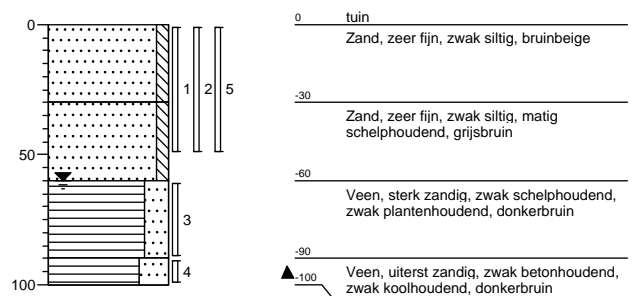 0
50
100
1
2
5
3
4
0 tuin
Zand, zeer fijn, zwak siltig, bruinbeige
-30
Zand, zeer fijn, zwak siltig, matig
schelphoudend, grijsbruin
-60
Veen, sterk zandig, zwak schelphoudend,
zwak plantenhoudend, donkerbruin
-90
Veen, uiterst zandig, zwak betonhoudend,
-100
zwak koolhoudend, donkerbruin